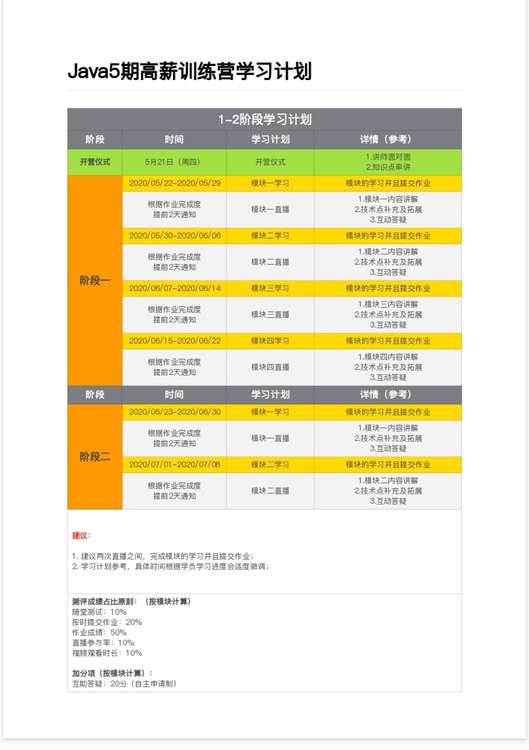 Java5期高薪训练营学习计划
1-2阶段学习计划
阶段 时间 学习计划 详情（参考）
开营仪式 5月21日（周四） 开营仪式 1.讲师面对面
2.知识点串讲
阶段一
2020/05/22-2020/05/29 模块一学习 模块的学习并且提交作业
根据作业完成度
提前2天通知
模块一直播
1.模块一内容讲解
2.技术点补充及拓展
3.互动答疑
2020/05/30-2020/06/06 模块二学习 模块的学习并且提交作业
根据作业完成度
提前2天通知
模块二直播
1.模块二内容讲解
2.技术点补充及拓展
3.互动答疑
2020/06/07-2020/06/14 模块三学习 模块的学习并且提交作业
根据作业完成度
提前2天通知
模块三直播
1.模块三内容讲解
2.技术点补充及拓展
3.互动答疑
2020/06/15-2020/06/22 模块四学习 模块的学习并且提交作业
根据作业完成度
提前2天通知
模块四直播
1.模块四内容讲解
2.技术点补充及拓展
3.互动答疑
阶段 时间 学习计划 详情（参考）
阶段二
2020/06/23-2020/06/30 模块一学习 模块的学习并且提交作业
根据作业完成度
提前2天通知
模块一直播
1.模块一内容讲解
2.技术点补充及拓展
3.互动答疑
2020/07/01-2020/07/08 模块二学习 模块的学习并且提交作业
根据作业完成度
提前2天通知
模块二直播
1.模块二内容讲解
2.技术点补充及拓展
3.互动答疑
建议：
1. 建议两次直播之间，完成模块的学习并且提交作业；
2. 学习计划参考，具体时间根据学员学习进度会适度微调；
测评成绩占比原则：（按模块计算）
随堂测试：10%
按时提交作业：20%
作业成绩：50%
直播参与率：10%
视频观看时长：10%
加分项（按模块计算）：
互助答疑：20分（自主申请制）